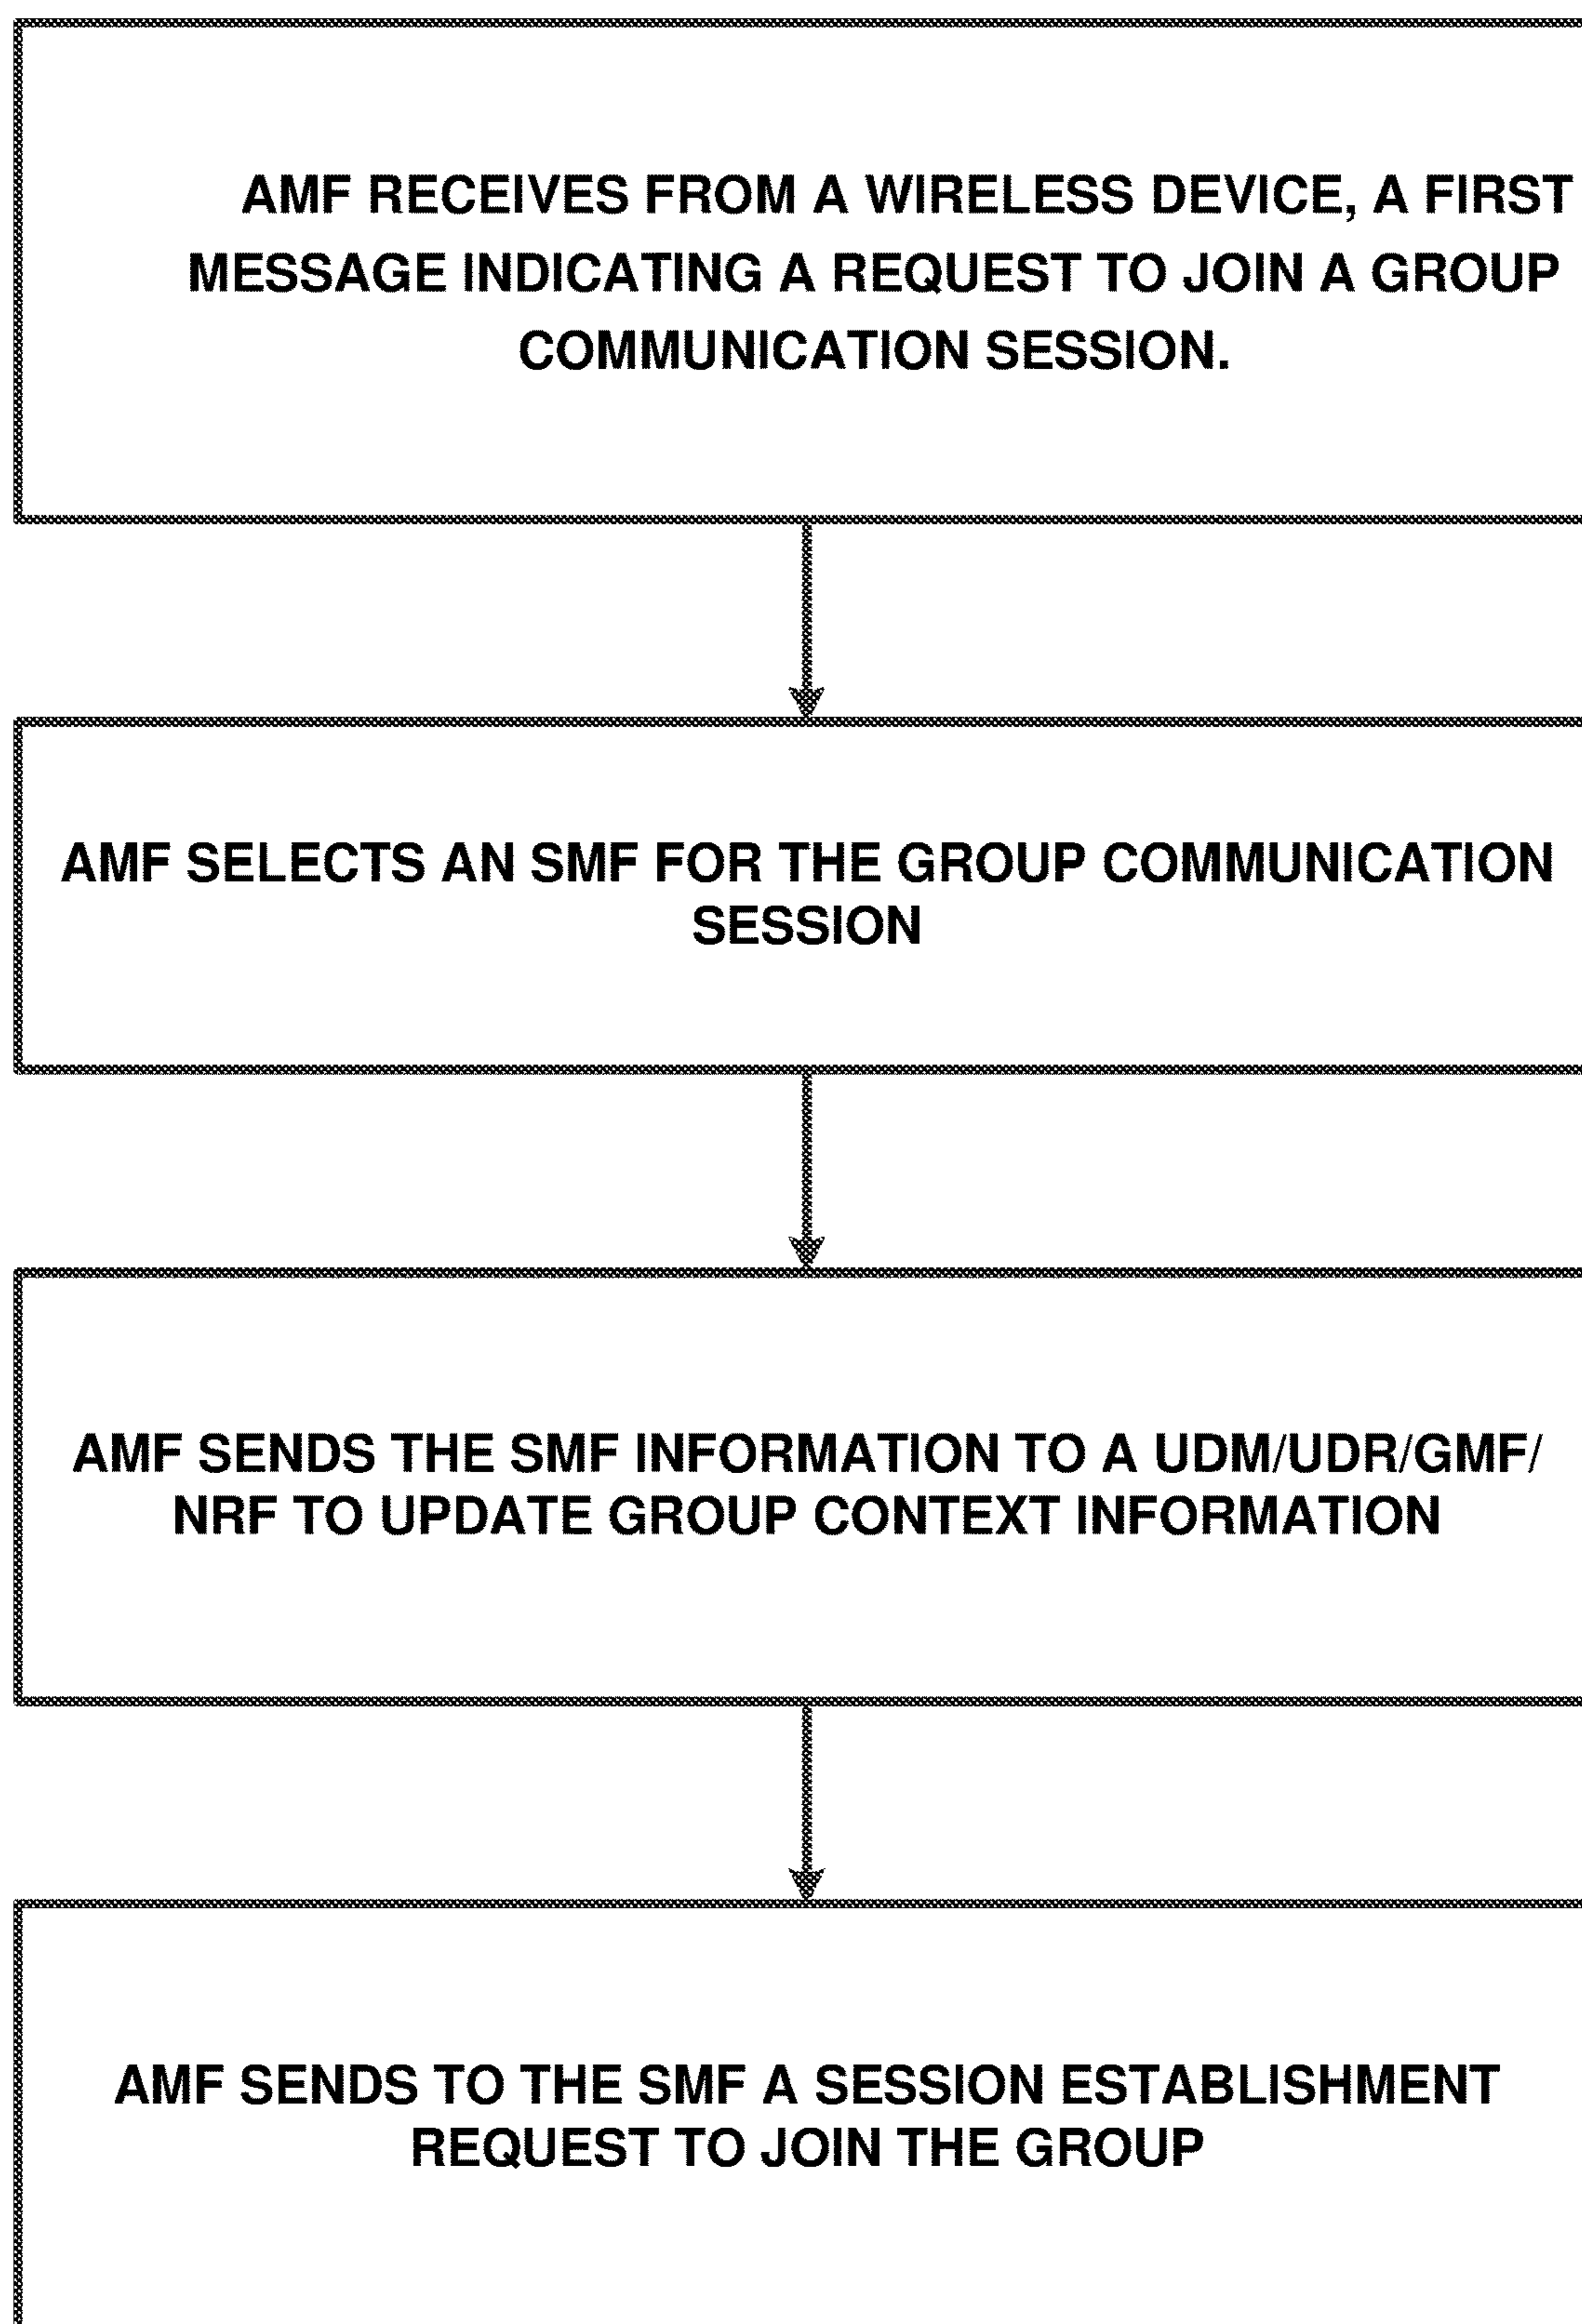 AMF RECEIVES FROM A WIRELESS DEVICE, A FIRST
MESSAGE INDICATING A REQUEST TO JOIN A GROUP
COMMUNICATION SESSION.
AMF SELECTS AN SMF FOR THE GROUP COMMUNICATION
SESSION
AMF SENDS THE SMF INFORMATION TO A UDM/UDR/GMF/
NRF TO UPDATE GROUP CONTEXT INFORMATION
AMF SENDS TO THE SMF A SESSION ESTABLISHMENT
REQUEST TO JOIN THE GROUP